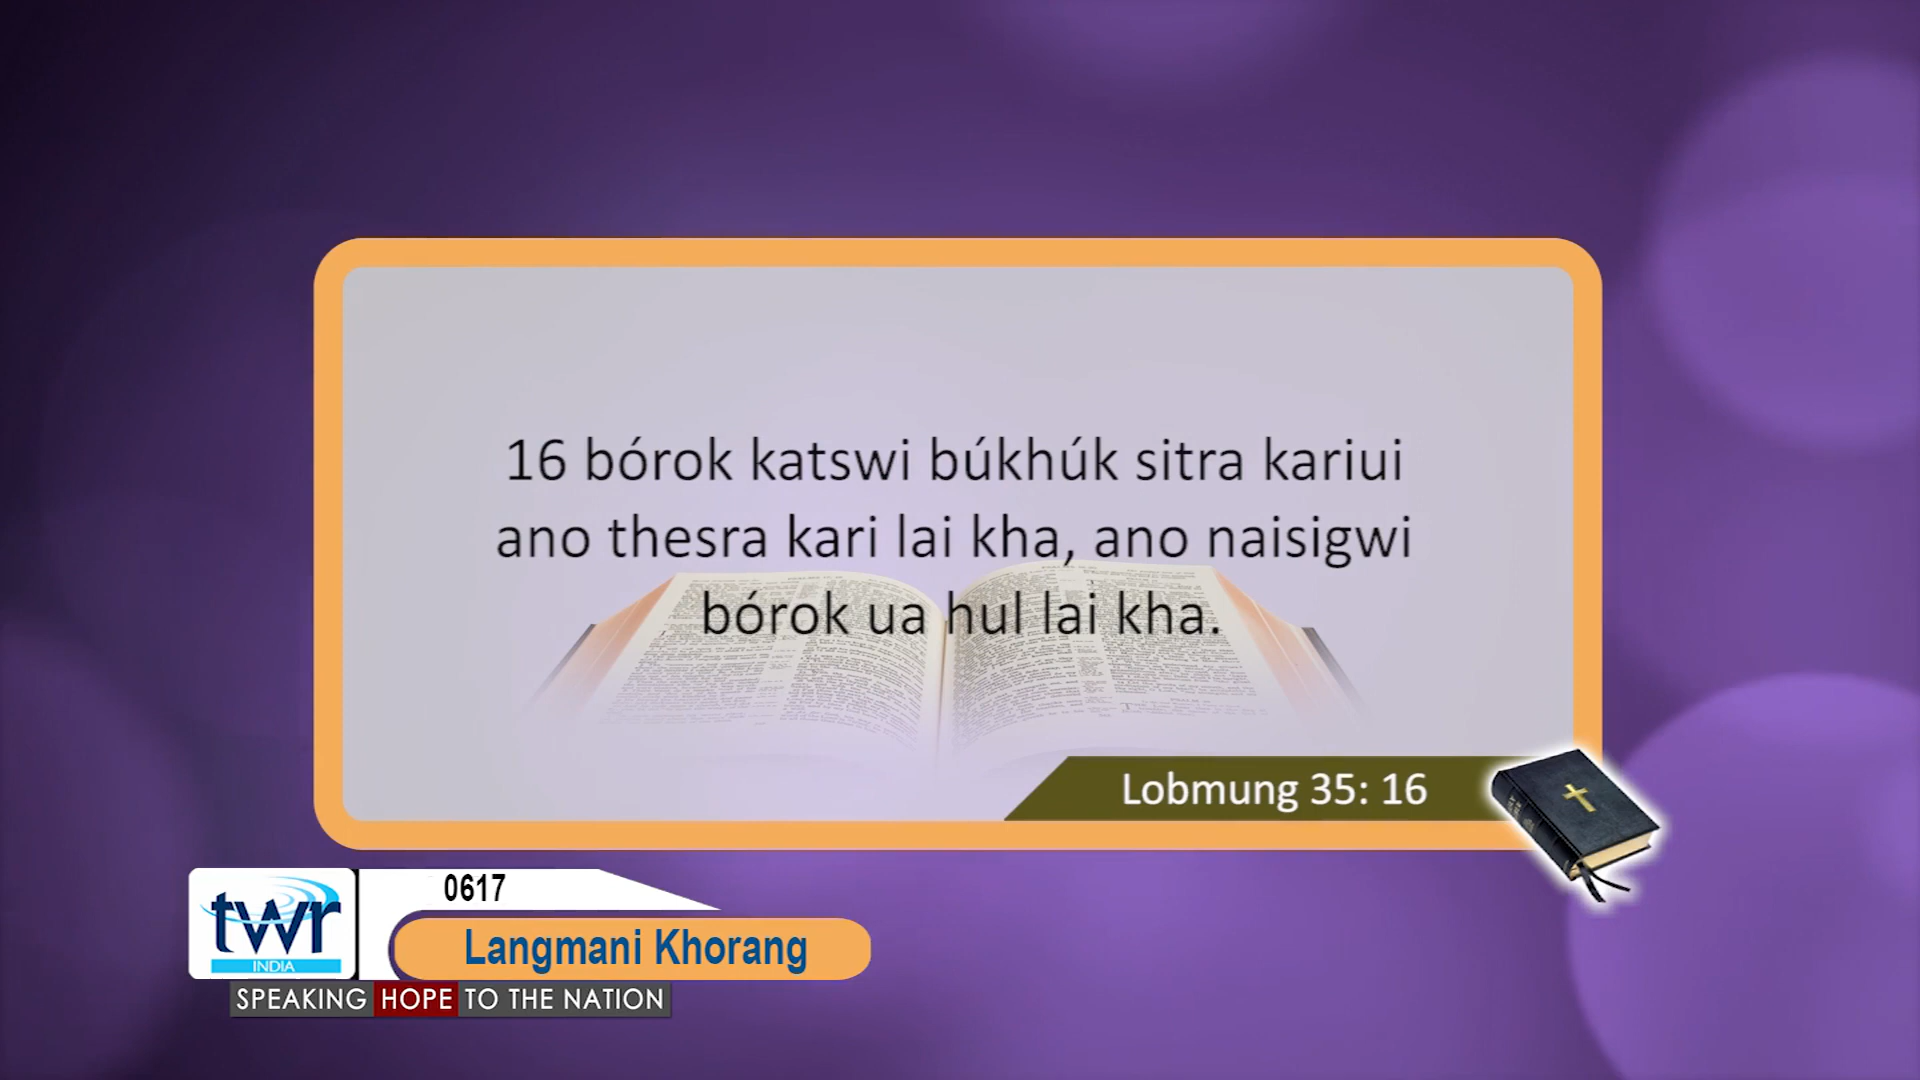 16 bórok katswi búkhúk sitra kariui
ano thesra kari lai kha, ano naisigwi
bórok ua hul lai kha.
Lobmung 35: 16
0617
twr
INDIA
Langmani Khorang
SPEAKING HOPE TO THE NATION